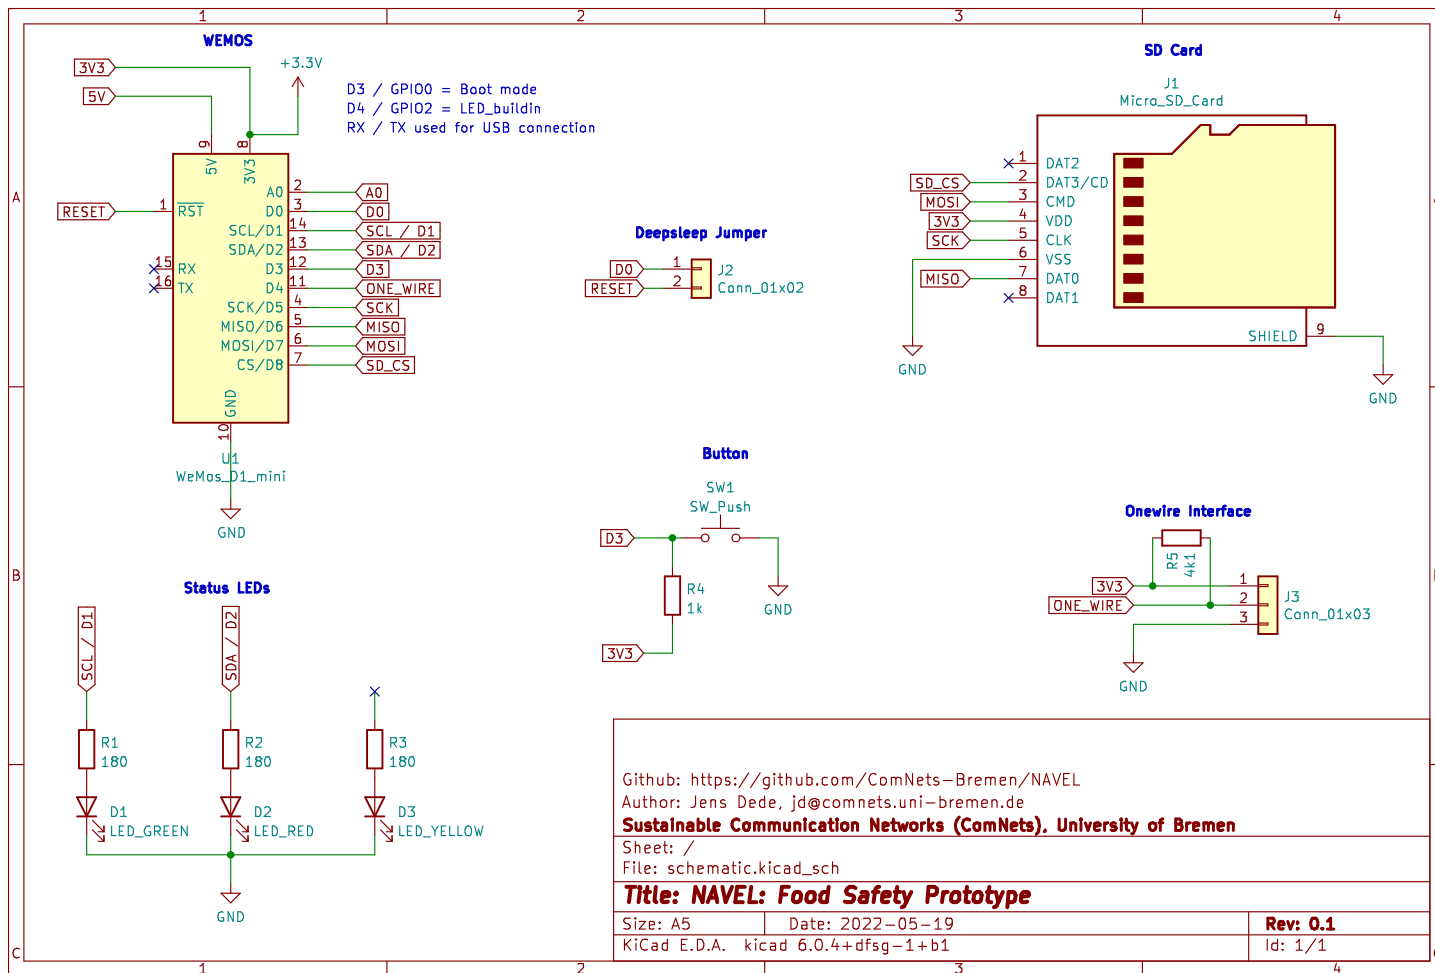 1 2 3 4
A
B
C
WEMOS
3V3
5V
+3.3V
D3 / GPIO0 = Boot mode
D4 / GPIO2 = LED_buildin
RX / TX used for USB connection
9 8
5V 3V3
RESET 1 RST
A0 2 A0
D0 3 D0
SCL/D1 14 SCL / D1
SDA/D2 13 SDA / D2
15 RX
D3 12 D3
16 TX
D4 11 ONE_WIRE
SCK/D5 4 SCK
MISO/D6 5 MISO
MOSI/D7 6 MOSI
CS/D8 7 SD_CS
GND
10
U1
WeMos_D1_mini
GND
Deepsleep Jumper
D0 1 J2
RESET 2 Conn_01x02
SD Card
J1
Micro_SD_Card
1 DAT2
SD_CS 2 DAT3/CD
MOSI 3 CMD
3V3 4 VDD
SCK 5 CLK
6 VSS
MISO 7 DAT0
8 DAT1
SHIELD 9
GND
GND
Button
SW1
SW_Push
D3
R4
1k
GND
3V3
Onewire Interface
R5
4k1
3V3 1
ONE_WIRE 2
3
J3
Conn_01x03
GND
Status LEDs
SCL / D1
SDA / D2
R1
180
R2
180
R3
180
D1
LED_GREEN
D2
LED_RED
D3
LED_YELLOW
GND
Github: https://github.com/ComNets-Bremen/NAVEL
Author: Jens Dede, jd@comnets.uni-bremen.de
Sustainable Communication Networks (ComNets), University of Bremen
Sheet: /
File: schematic.kicad_sch
Title: NAVEL: Food Safety Prototype
Size: A5 Date: 2022-05-19 Rev: 0.1
KiCad E.D.A. kicad 6.0.4+dfsg-1+b1 Id: 1/1
1 2 3 4